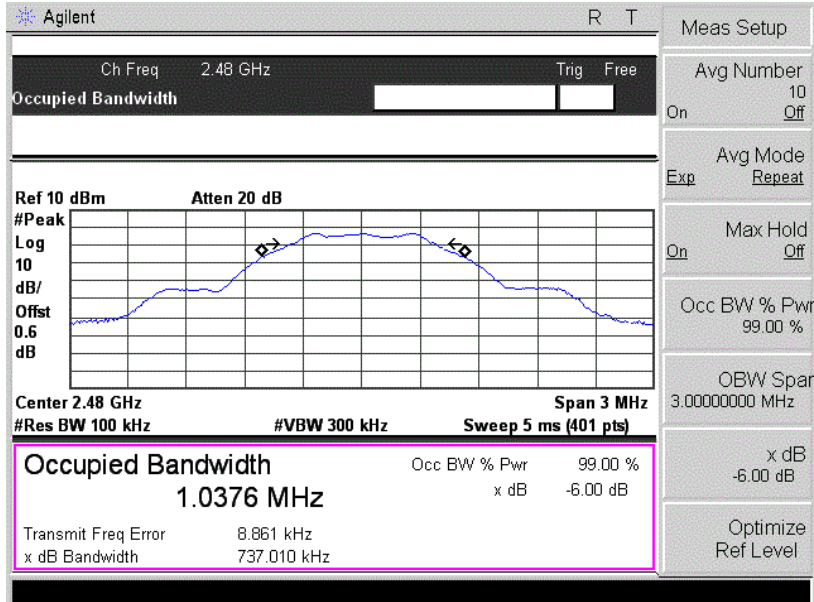 Agilent R T
Ch Freq 2.48 GHz Trig Free
Occupied Bandwidth
Ref 10 dBm Atten 20 dB
#Peak
Log
10
dB/
Offst
0.6
dB
Center 2.48 GHz Span 3 MHz
#Res BW 100 kHz #VBW 300 kHz Sweep 5 ms (401 pts)
Occupied Bandwidth Occ BW % Pwr 99.00 %
1.0376 MHz x dB -6.00 dB
Transmit Freq Error 8.861 kHz
x dB Bandwidth 737.010 kHz
Meas Setup
Avg Number
10
On Off
Avg Mode
Exp Repeat
Max Hold
On Off
Occ BW % Pwr
99.00 %
OBW Span
3.00000000 MHz
x dB
-6.00 dB
Optimize
Ref Level